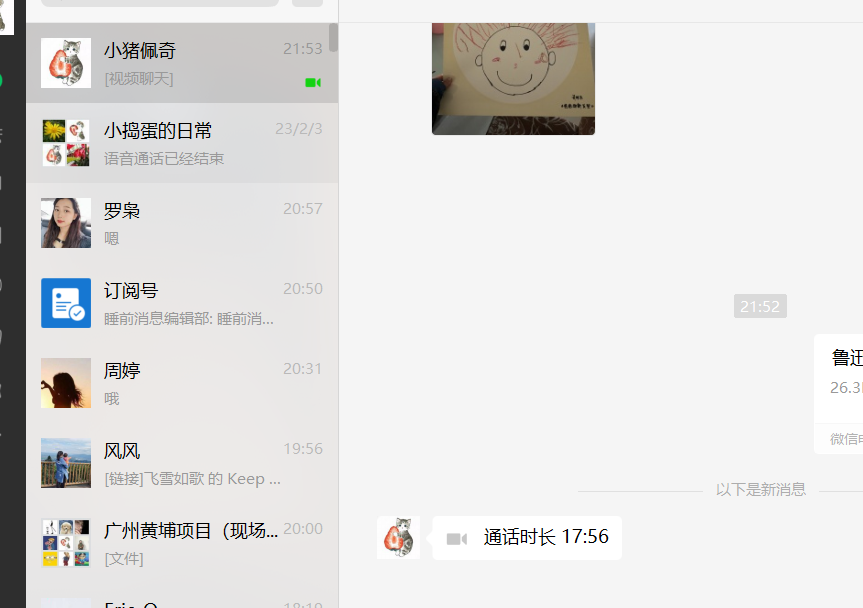 小猪佩奇
21:53
[视频聊天]
小捣蛋的日常
23/2/3
语音通话已经结束
罗枭
20:57
嗯
订阅号
20:50
睡前消息编辑部: 睡前消...
周婷
20:31
哦
风风
19:56
[链接]飞雪如歌 的 Keep ...
广州黄埔项目（现场...
20:00
[文件]
21:52
鲁迅
26.3
微信电
以下是新消息
通话时长 17:56